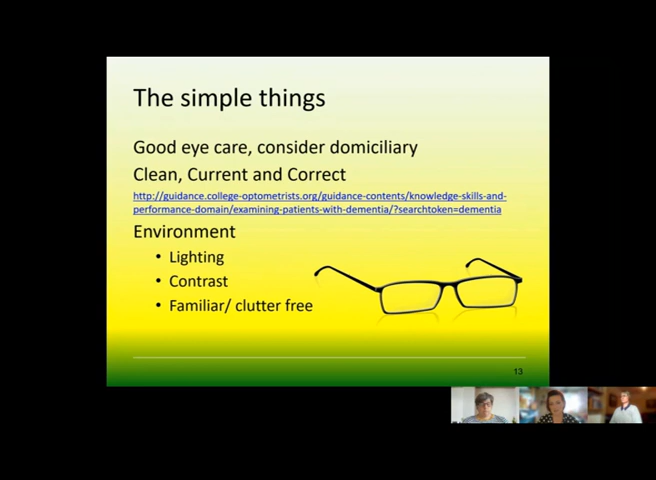 The simple things
Good eye care, consider domiciliary
Clean, Current and Correct
http://guidance.college-optometrists.org/guidance-contents/knowledge-skills-and-
performance-domain/examining-patients-with-dementia/?searchtoken=dementia
Environment
• Lighting
• Contrast
• Familiar/ clutter free
13